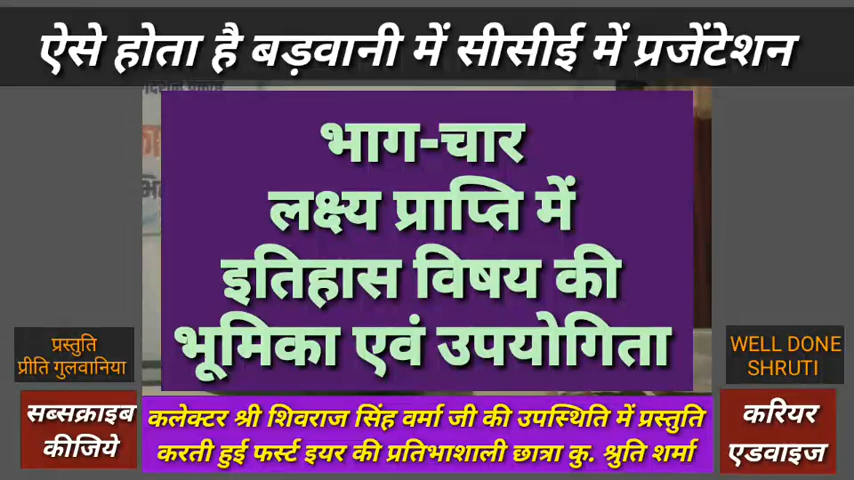 ऐसे होता है बड़वानी में सीसीई में प्रजेंटेशन
भाग-चार
लक्ष्य प्राप्ति में
इतिहास विषय की
भूमिका एवं उपयोगिता
प्रस्तुति
प्रीति गुलवानिया
WELL DONE
SHRUTI
सब्सक्राइब
कीजिये
कलेक्टर श्री शिवराज सिंह वर्मा जी की उपस्थिति में प्रस्तुति
करती हुई फर्स्ट इयर की प्रतिभाशाली छात्रा कु. श्रुति शर्मा
करियर
एडवाइज